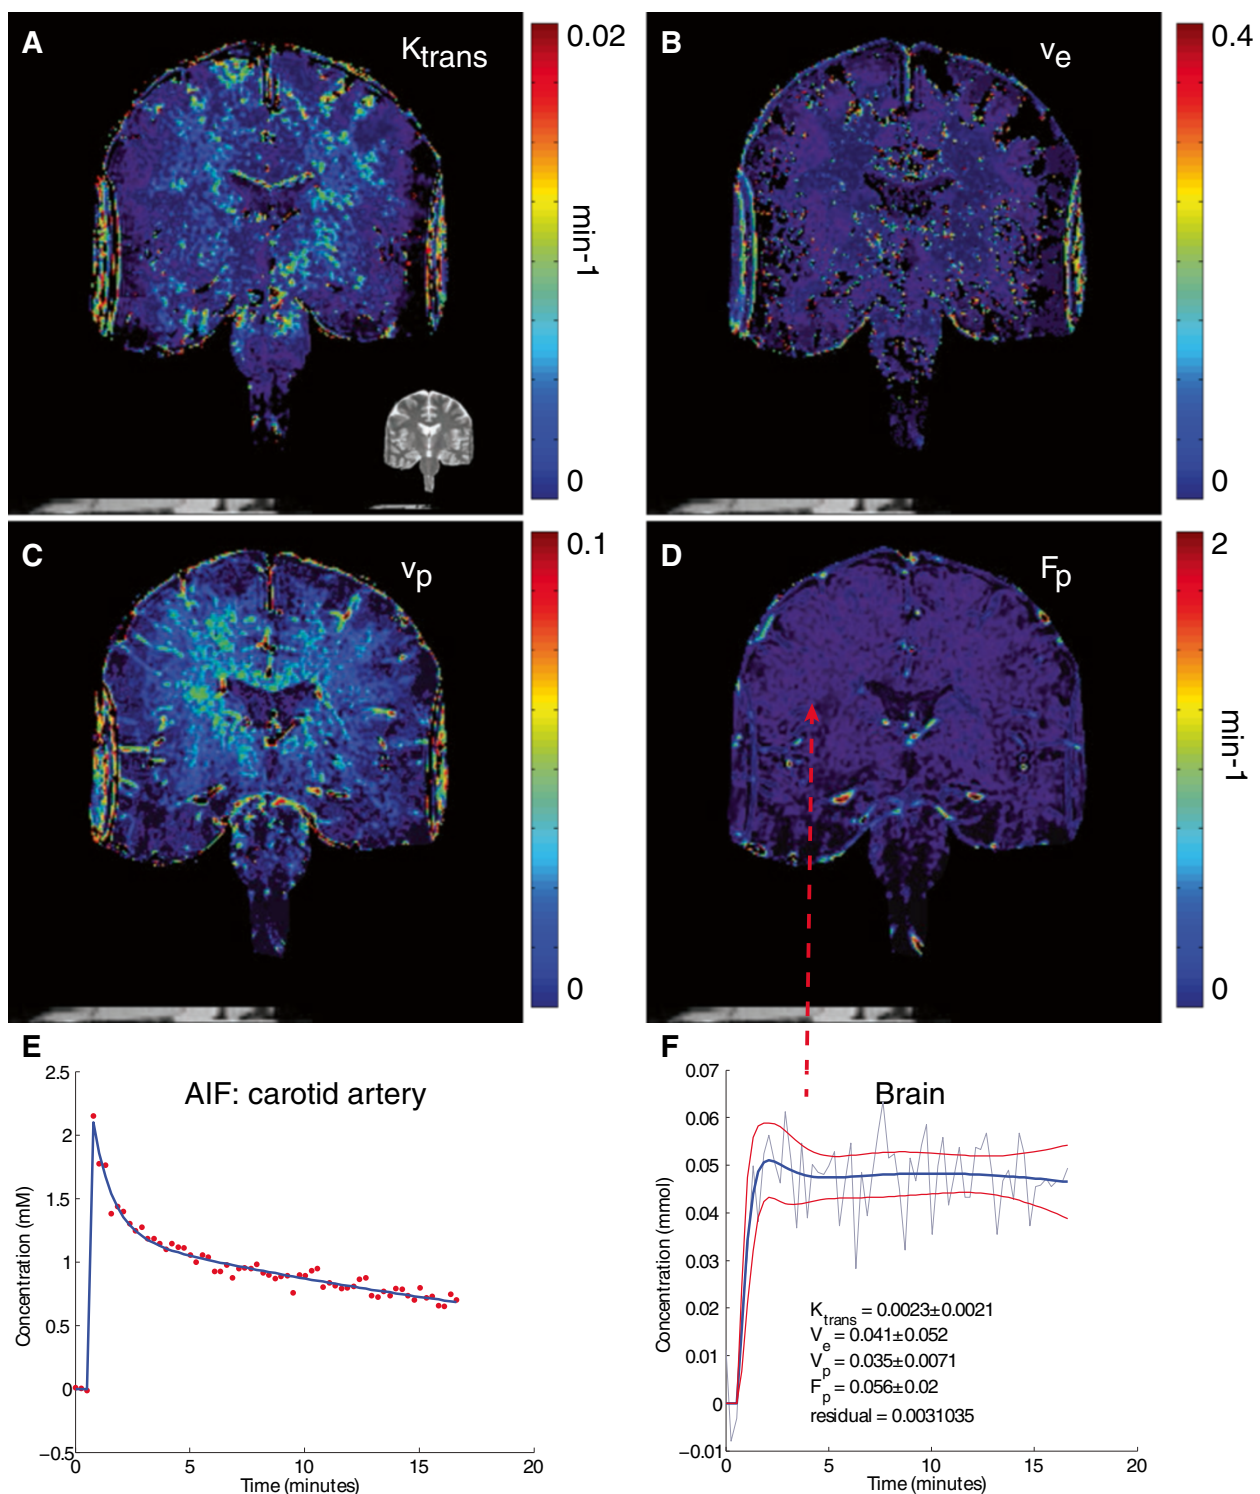 A
Ktrans
0.02
min-1
0
B
ve
0.4
0
C
vp
0.1
0
D
Fp
2
min-1
0
E
AIF: carotid artery
2.5
2
1.5
1
0.5
0
−0.5
0 5 10 15 20
Concentration (mM)
Time (minutes)
F
Brain
0.07
0.06
0.05
0.04
0.03
0.02
0.01
0
−0.01
0 5 10 15 20
Concentration (mmol)
Time (minutes)
Ktrans = 0.0023±0.0021
Ve = 0.041±0.052
Vp = 0.035±0.0071
Fp = 0.056±0.02
residual = 0.0031035